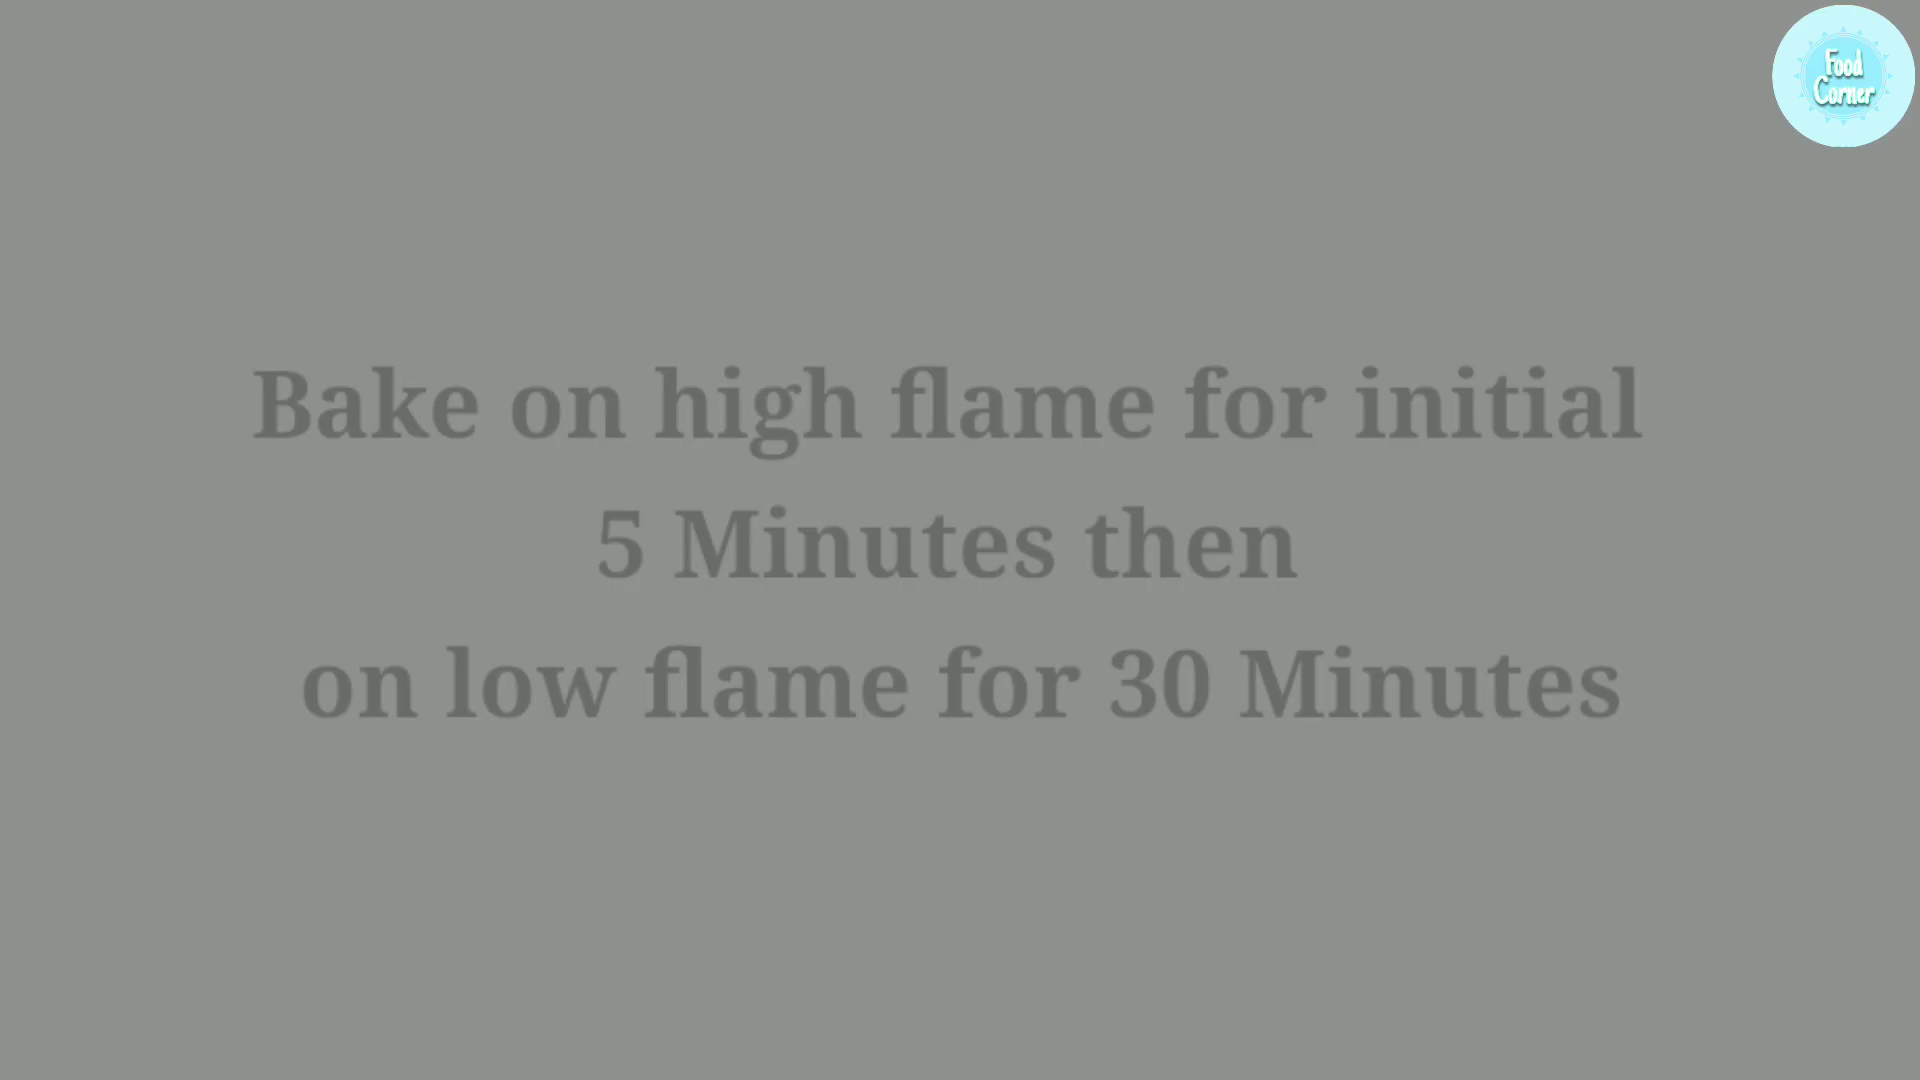 Food
Corner
Bake on high flame for initial
5 Minutes then
on low flame for 30 Minutes